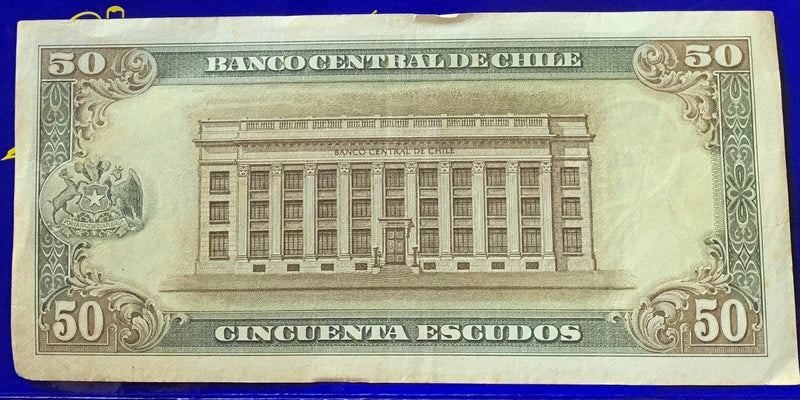 50 BANCO CENTRAL DE CHILE 50
BANCO CENTRAL DE CHILE
50 CINCUENTA ESCUDOS 50